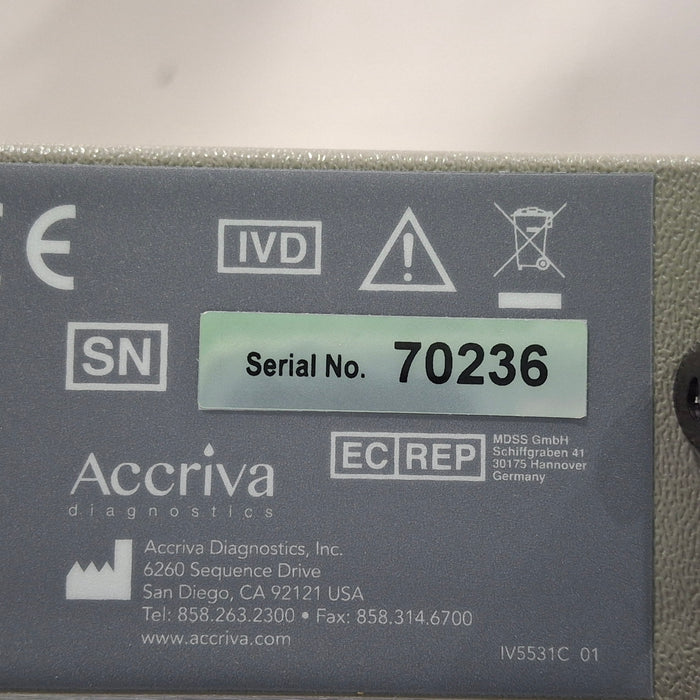 CE
IVD
SN
Serial No. 70236
EC REP
MDSS GmbH
Schiffgraben 41
30175 Hannover
Germany
Accriva
diagnostics
Accriva Diagnostics, Inc.
6260 Sequence Drive
San Diego, CA 92121 USA
Tel: 858.263.2300 • Fax: 858.314.6700
www.accriva.com
IV5531C 01